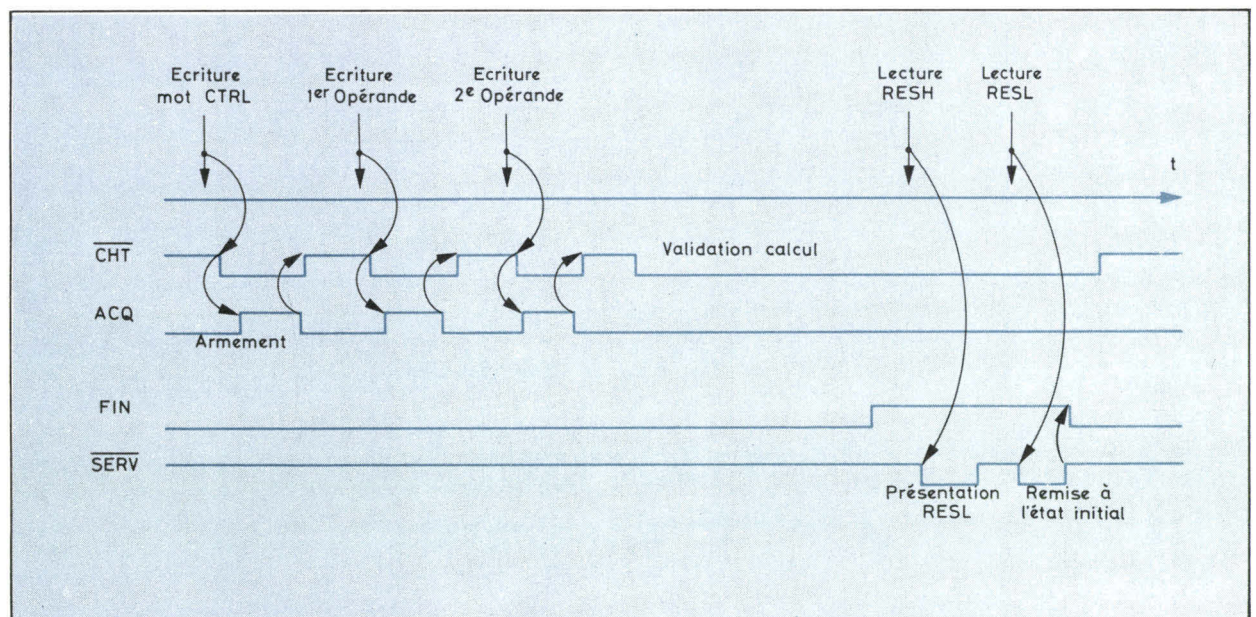 Ecriture
mot CTRL
Ecriture
1er Opérande
Ecriture
2e Opérande
Lecture
RESH
Lecture
RESL
t
CHT
Validation calcul
ACQ
Armement
FIN
SERV
Présentation
RESL
Remise à
l'état initial